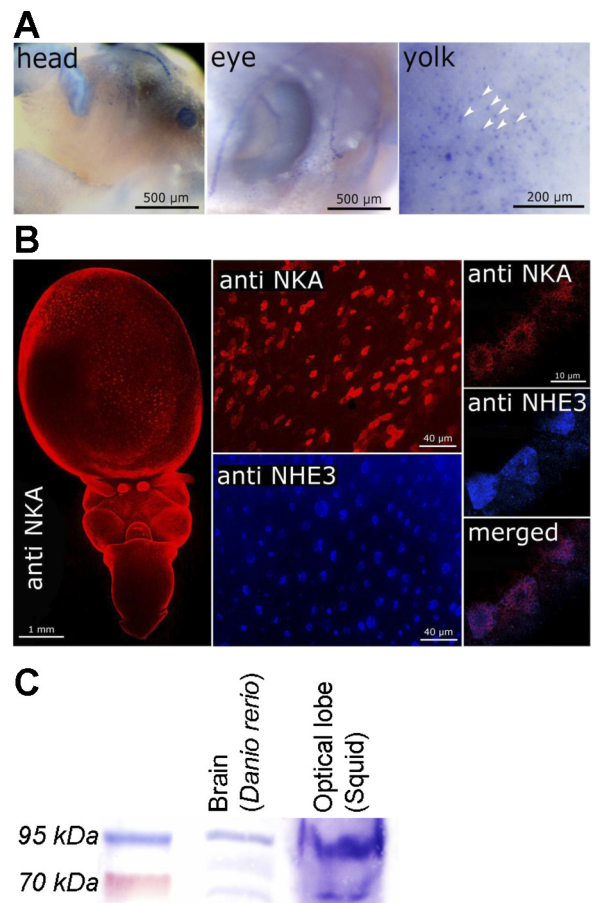 A
head
eye
yolk
500 µm
500 µm
200 µm
B
anti NKA
1 mm
anti NKA
40 µm
anti NHE3
40 µm
anti NKA
10 µm
anti NHE3
merged
C
Brain
(Danio rerio)
Optical lobe
(Squid)
95 kDa
70 kDa